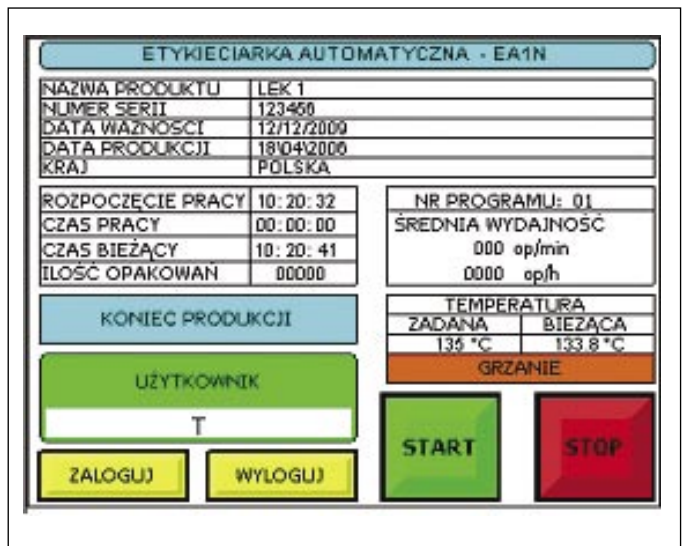 ETYKIECIARKA AUTOMATYCZNA - EA1N
NAZWA PRODUKTU LEK 1
NUMER SERII 123456
DATA WAŻNOŚCI 12/12/2009
DATA PRODUKCJI 18\04\2006
KRAJ POLSKA
ROZPOCZĘCIE PRACY 10:20:32
CZAS PRACY 00:00:00
CZAS BIEŻĄCY 10:20:41
ILOŚĆ OPAKOWAŃ 00000
NR PROGRAMU: 01
ŚREDNIA WYDAJNOŚĆ
000 op/min
0000 op/h
KONIEC PRODUKCJI
TEMPERATURA
ZADANA BIEŻĄCA
135 °C 133.8 °C
GRZANIE
UŻYTKOWNIK
T
ZALOGUJ WYLOGUJ
START STOP